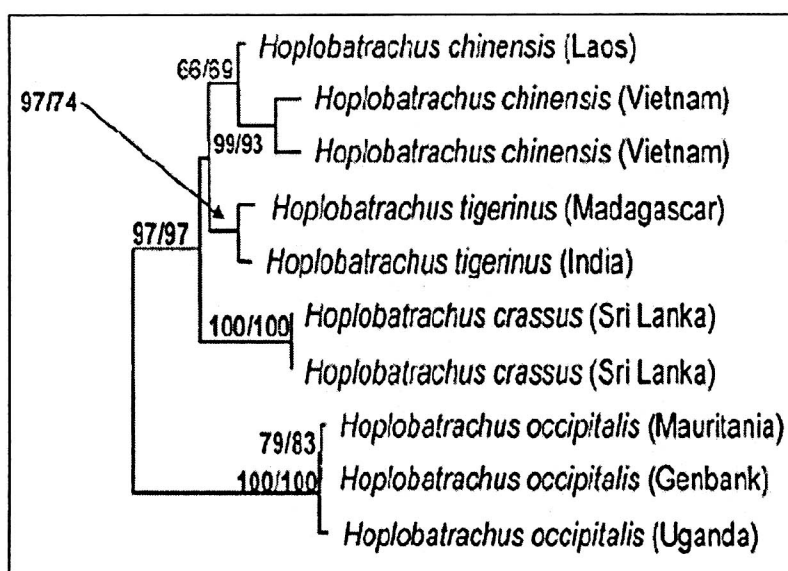 Hoplobatrachus chinensis (Laos)
66/69
97/74
Hoplobatrachus chinensis (Vietnam)
99/93
Hoplobatrachus chinensis (Vietnam)
Hoplobatrachus tigerinus (Madagascar)
97/97
Hoplobatrachus tigerinus (India)
100/100
Hoplobatrachus crassus (Sri Lanka)
Hoplobatrachus crassus (Sri Lanka)
Hoplobatrachus occipitalis (Mauritania)
79/83
100/100
Hoplobatrachus occipitalis (Genbank)
Hoplobatrachus occipitalis (Uganda)